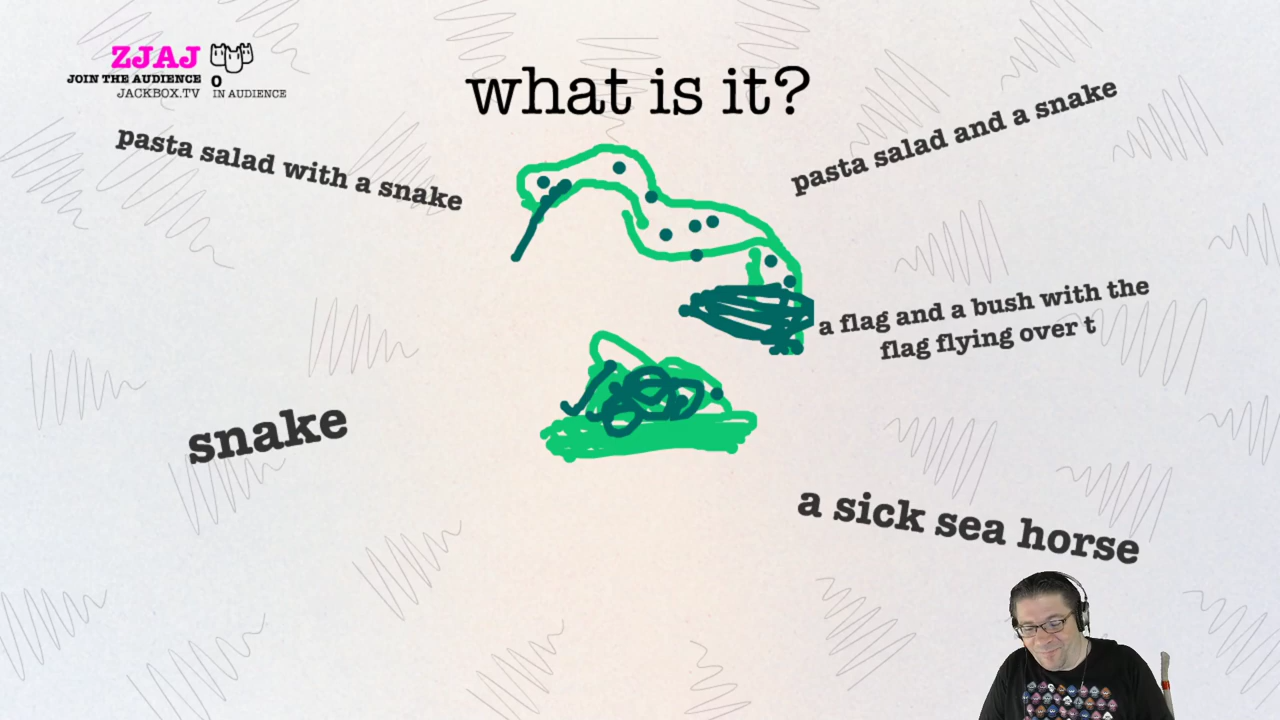 ZJAJ
JOIN THE AUDIENCE
JACKBOX.TV
0
IN AUDIENCE
what is it?
pasta salad with a snake
pasta salad and a snake
a flag and a bush with the
flag flying over t
snake
a sick sea horse